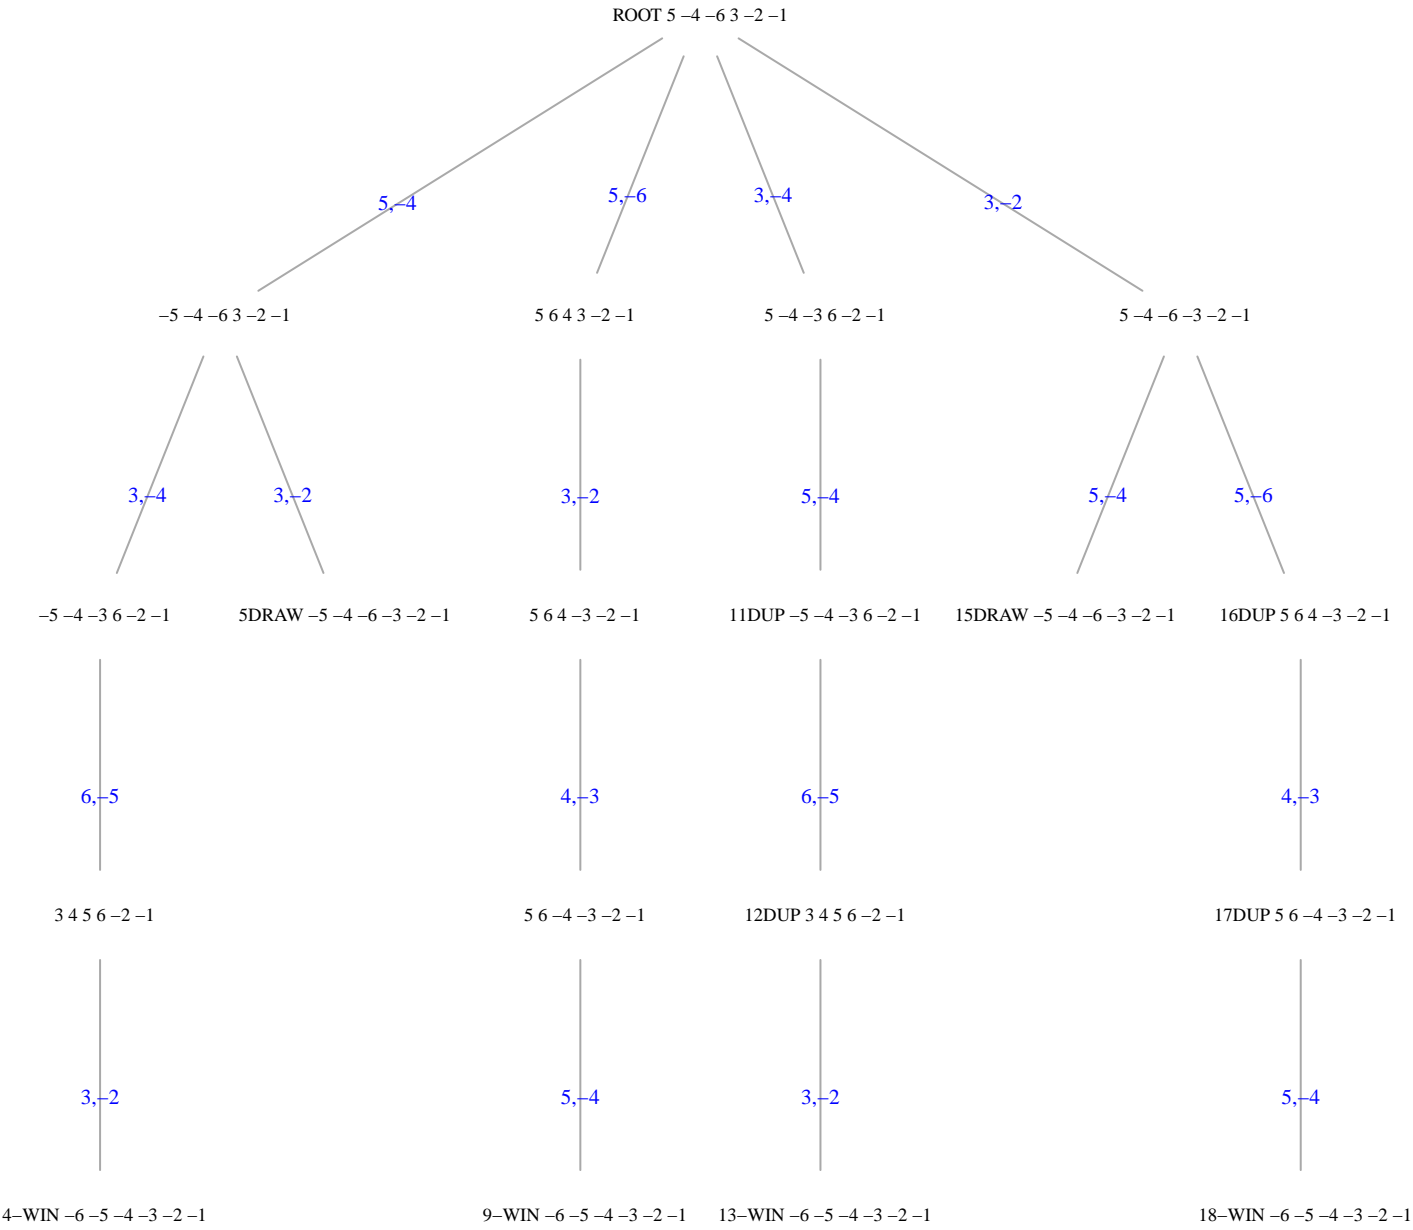 ROOT 5 –4 –6 3 –2 –1
5,–4
5,–6
3,–4
3,–2
–5 –4 –6 3 –2 –1
5 6 4 3 –2 –1
5 –4 –3 6 –2 –1
5 –4 –6 –3 –2 –1
3,–4
3,–2
3,–2
5,–4
5,–4
5,–6
–5 –4 –3 6 –2 –1
5DRAW –5 –4 –6 –3 –2 –1
5 6 4 –3 –2 –1
11DUP –5 –4 –3 6 –2 –1
15DRAW –5 –4 –6 –3 –2 –1
16DUP 5 6 4 –3 –2 –1
6,–5
4,–3
6,–5
4,–3
3 4 5 6 –2 –1
5 6 –4 –3 –2 –1
12DUP 3 4 5 6 –2 –1
17DUP 5 6 –4 –3 –2 –1
3,–2
5,–4
3,–2
5,–4
4–WIN –6 –5 –4 –3 –2 –1
9–WIN –6 –5 –4 –3 –2 –1
13–WIN –6 –5 –4 –3 –2 –1
18–WIN –6 –5 –4 –3 –2 –1